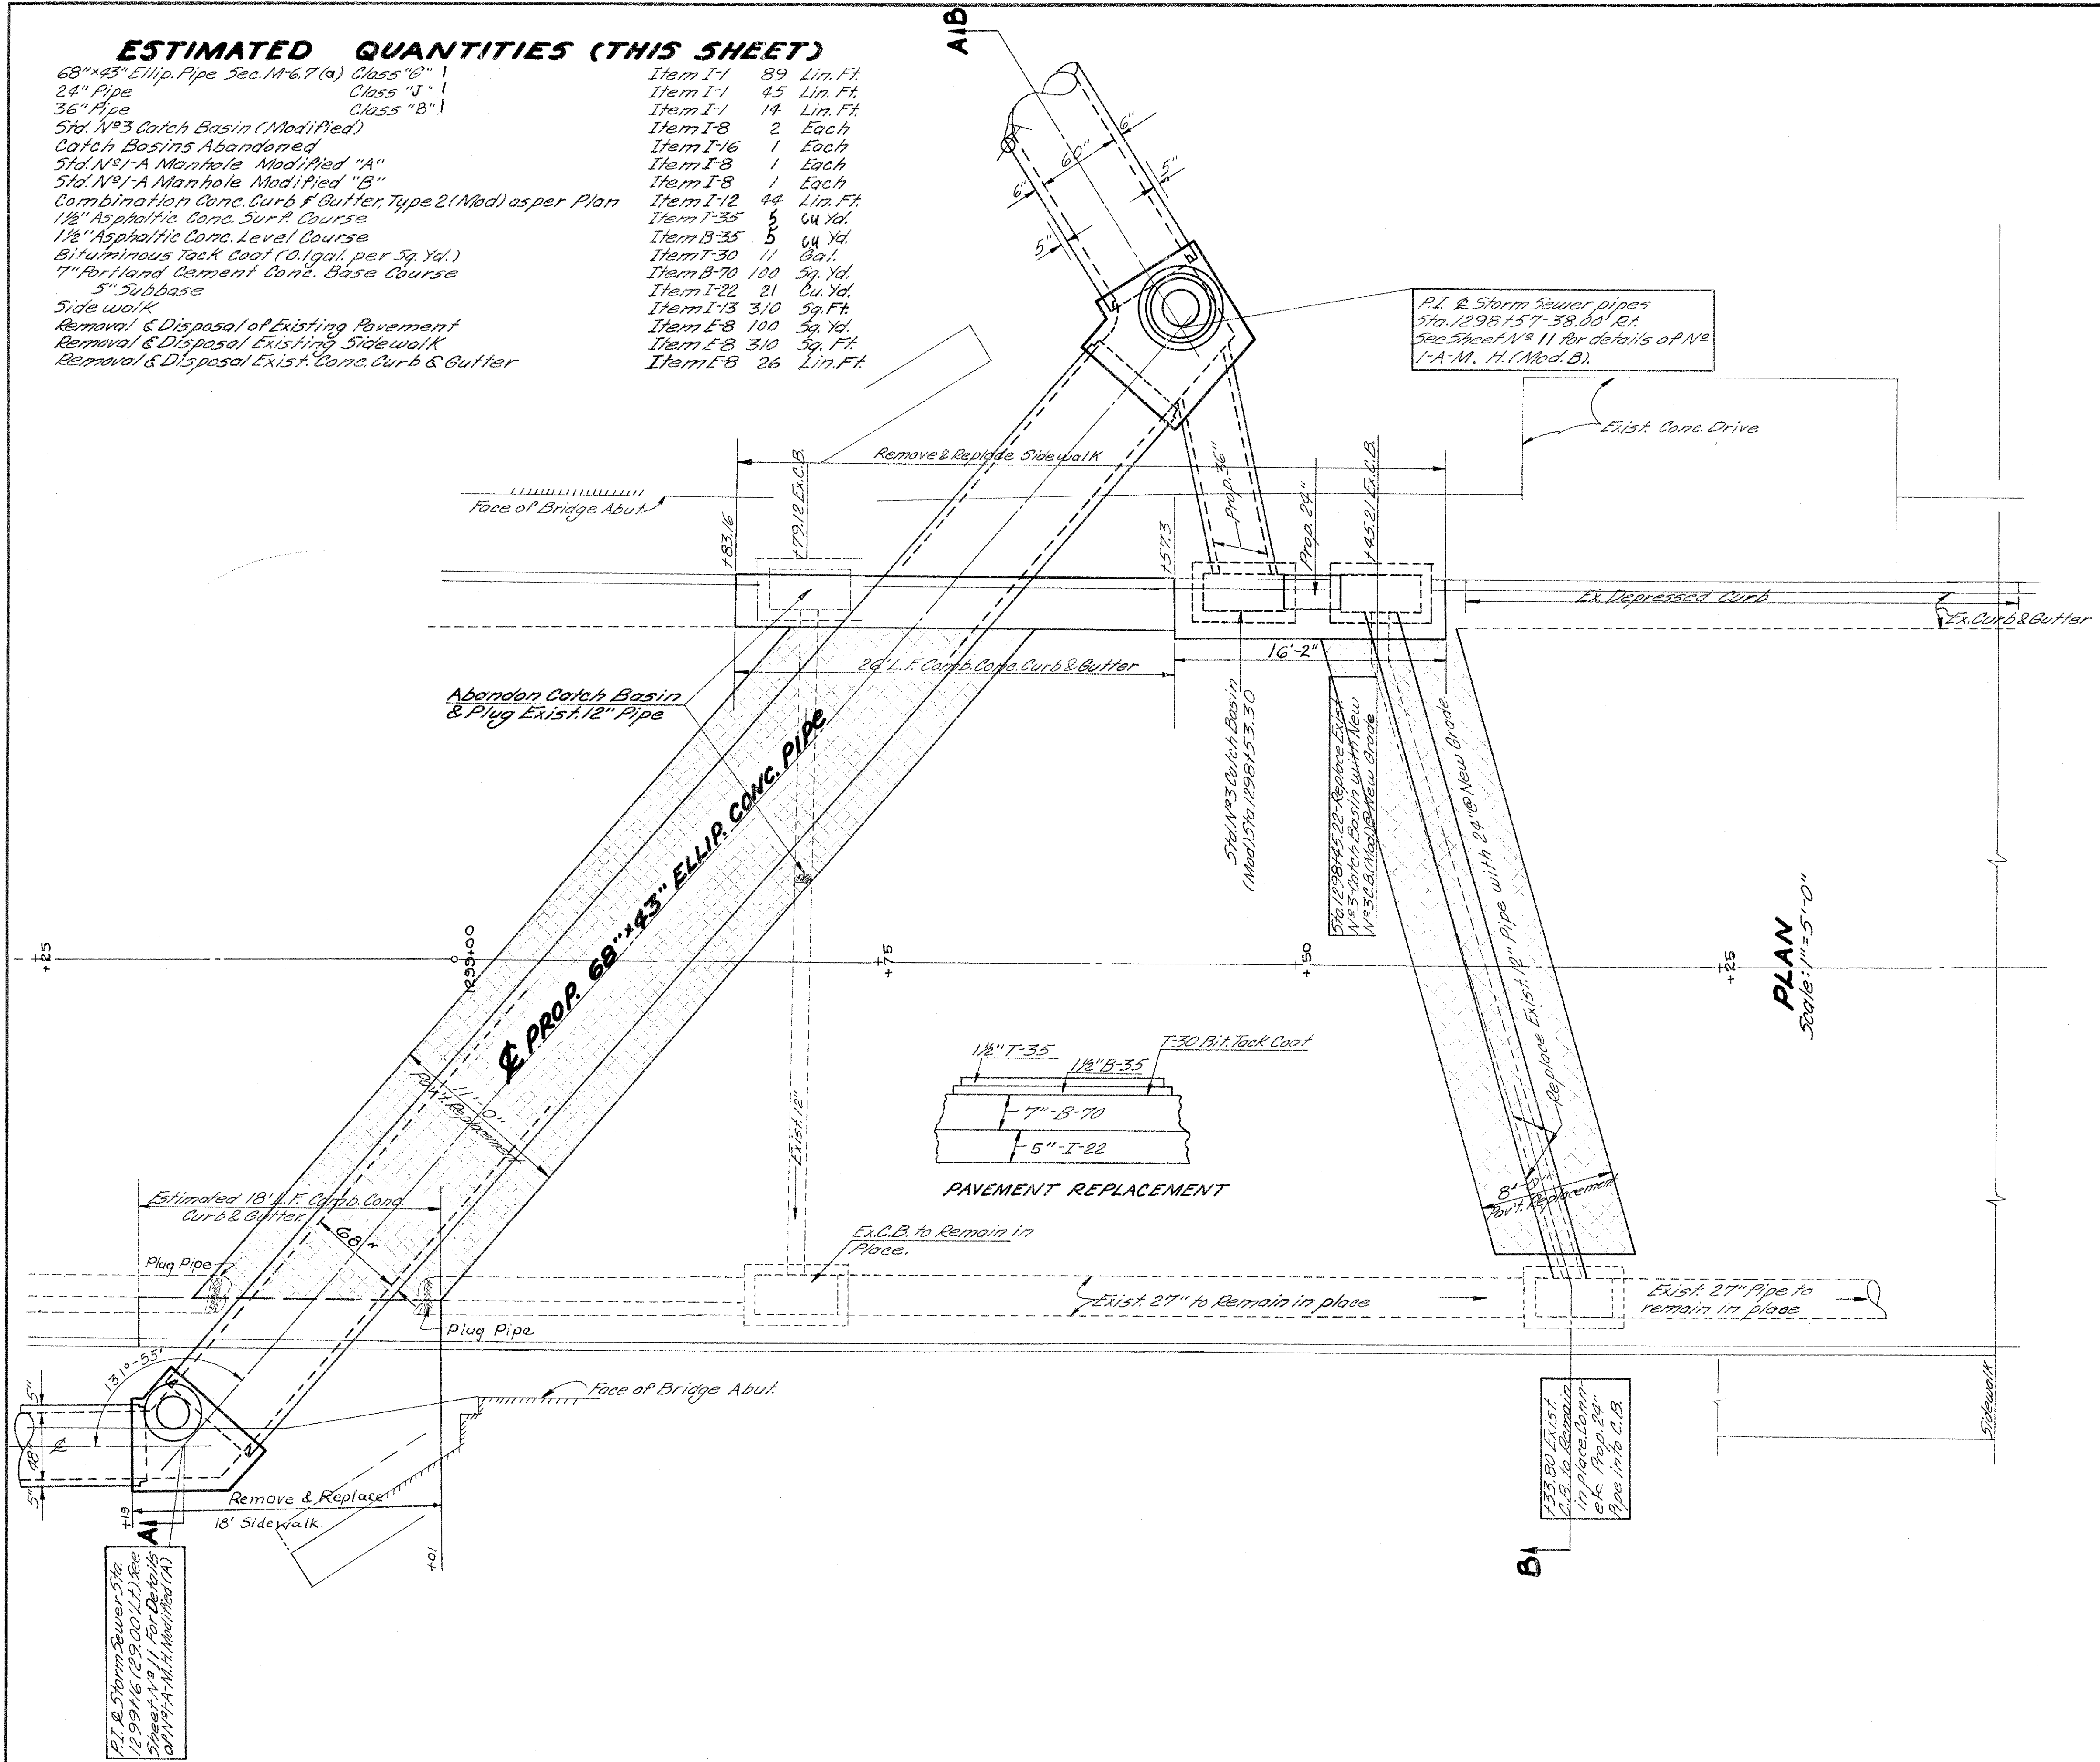 ESTIMATED QUANTITIES (THIS SHEET)
68"x43" Ellip. Pipe Sec. M-6.7 (a) Class "G" Item I-1 89 Lin. Ft.
24" Pipe Class "J" Item I-1 45 Lin. Ft.
36" Pipe Class "B" Item I-1 14 Lin. Ft.
Std. Nº3 Catch Basin (Modified) Item I-8 2 Each
Catch Basins Abandoned Item I-16 1 Each
Std. Nº1-A Manhole Modified "A" Item I-8 1 Each
Std. Nº1-A Manhole Modified "B" Item I-8 1 Each
Combination Conc. Curb & Gutter, Type 2 (Mod) as per Plan Item I-12 44 Lin. Ft.
1½" Asphaltic Conc. Surf. Course Item T-35 5 cu Yd.
1½" Asphaltic Conc. Level Course Item B-35 5 cu Yd.
Bituminous Tack Coat (0.1 gal. per Sq. Yd.) Item T-30 11 Gal.
7" Portland Cement Conc. Base Course Item B-70 100 Sq. Yd.
5" Subbase Item I-22 21 Cu. Yd.
Side walk Item I-13 310 Sq. Ft.
Removal & Disposal of Existing Pavement Item E-8 100 Sq. Yd.
Removal & Disposal Existing Sidewalk Item E-8 310 Sq. Ft.
Removal & Disposal Exist. Conc. Curb & Gutter Item E-8 26 Lin. Ft.
A B
6"
60"
6"
5"
5"
P.I. ℄ Storm Sewer pipes
Sta. 1298+57-38.00' Rt.
See Sheet Nº 11 for details of Nº
1-A-M. H. (Mod. B).
Exist. Conc. Drive
Remove & Replace Sidewalk
Face of Bridge Abut.
+83.16
+79.12 Ex.C.B.
+57.3
Prop. 36"
Prop. 24"
+45.21 Ex.C.B.
Ex. Depressed Curb
Ex. Curb & Gutter
26' L.F. Comb. Conc. Curb & Gutter
16'-2"
Abandon Catch Basin
& Plug Exist. 12" Pipe
Std. Nº3 Catch Basin
(Mod) Sta. 1298+53.30
Sta. 1298+45.22-Replace Exist.
Nº3-Catch Basin with New
Nº3 C.B. (Mod.) @ New Grade
Replace Exist. 12" Pipe with 24" @ New Grade.
℄ PROP. 68"x43" ELLIP. CONC. PIPE
+25
1299+00
+75
+50
+25
PLAN
Scale: 1"=5'-0"
11'-0"
Pav't. Replacement
Exist. 12"
1½" T-35
T-30 Bit. Tack Coat
1½" B-35
7"-B-70
5"-I-22
PAVEMENT REPLACEMENT
8'-0"
Pav't. Replacement
Estimated 18' L.F. Comb. Conc.
Curb & Gutter.
68"
Plug Pipe
Plug Pipe
Ex.C.B. to Remain in
Place.
Exist. 27" to Remain in place
Exist. 27" Pipe to
remain in place
131°-55'
Face of Bridge Abut.
5"
48"
5"
℄
Remove & Replace
18' Sidewalk.
+19
A
+01
P.I. ℄ Storm Sewer Sta.
1299+16 (29.00' Lt.) See
Sheet Nº 11 For Details
of Nº1-A-M.H. Modified (A)
+33.80 Exist.
C.B. to Remain
in place. Conn-
etc. Prop. 24"
Pipe into C.B.
B
Sidewalk